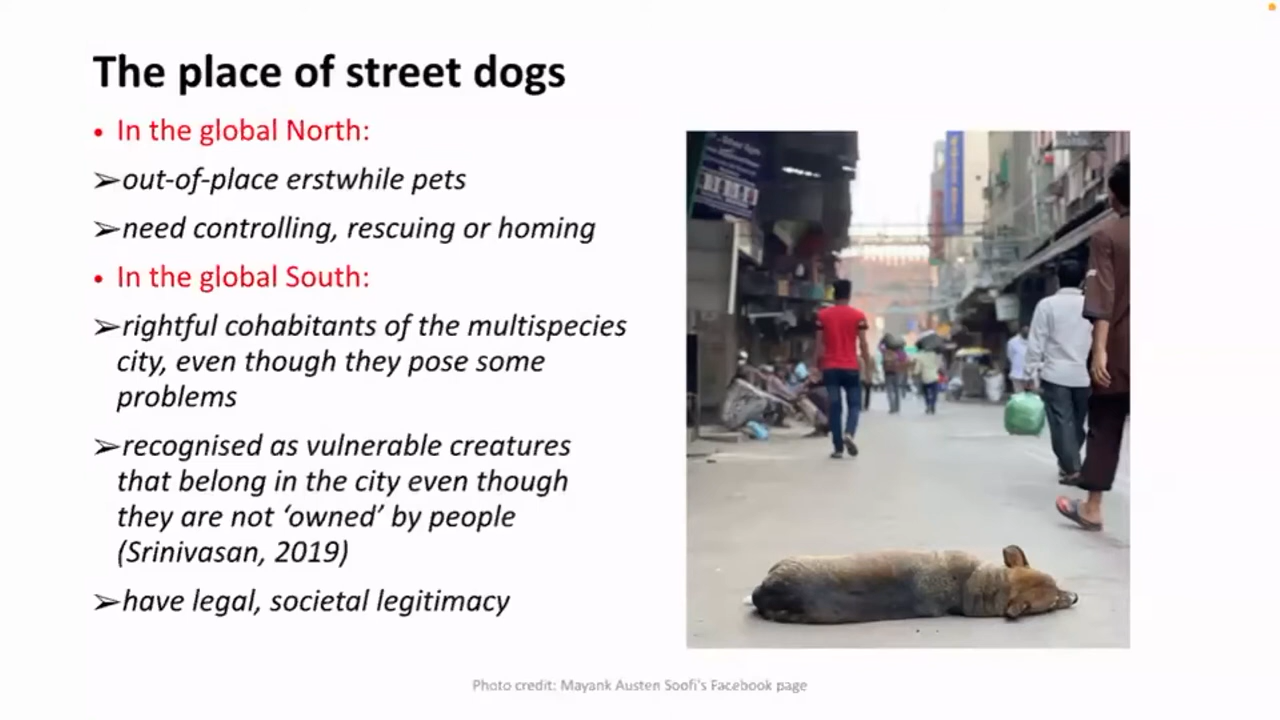 The place of street dogs
• In the global North:
➢out-of-place erstwhile pets
➢need controlling, rescuing or homing
• In the global South:
➢rightful cohabitants of the multispecies
city, even though they pose some
problems
➢recognised as vulnerable creatures
that belong in the city even though
they are not ‘owned’ by people
(Srinivasan, 2019)
➢have legal, societal legitimacy
Photo credit: Mayank Austen Soofi's Facebook page